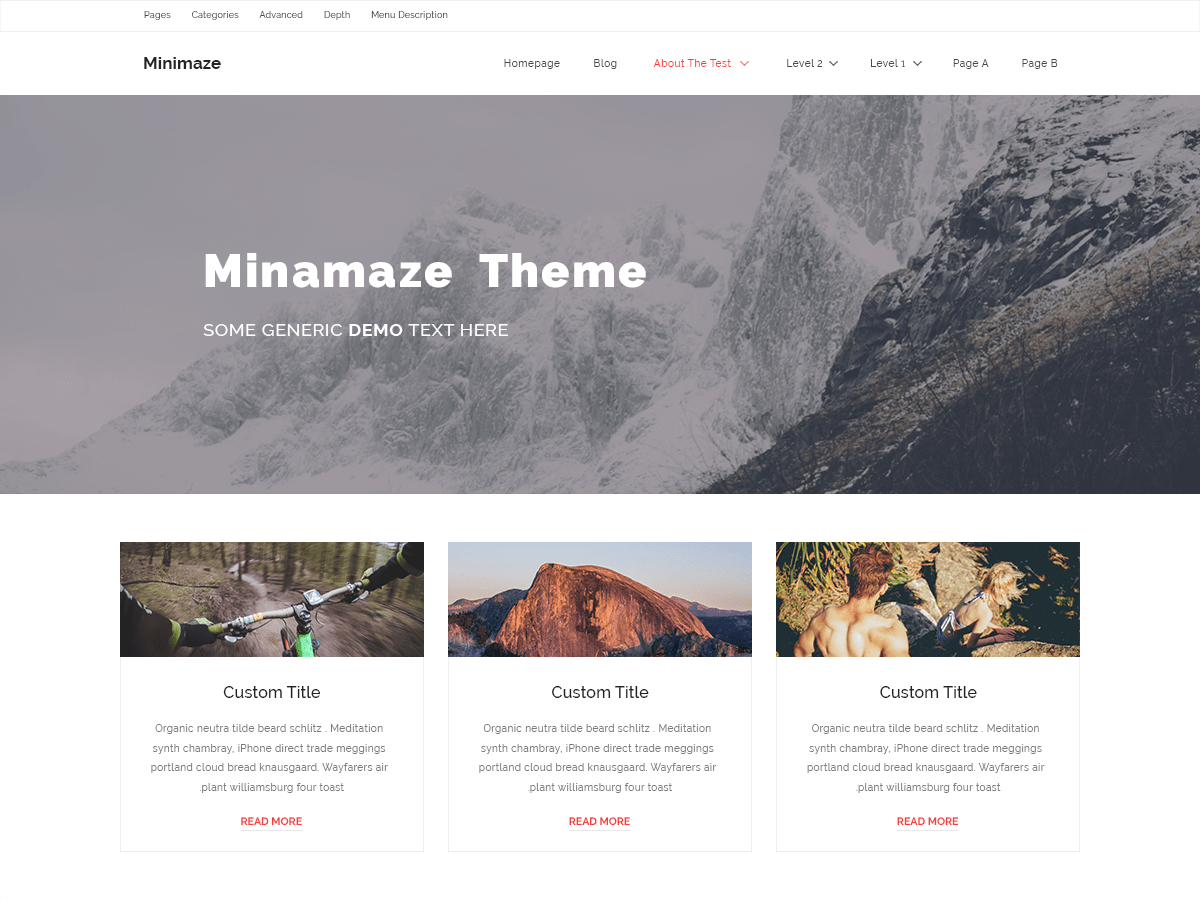 Pages Categories Advanced Depth Menu Description
Minimaze
Homepage Blog About The Test Level 2 Level 1 Page A Page B
Minamaze Theme
SOME GENERIC DEMO TEXT HERE
Custom Title
Organic neutra tilde beard schlitz . Meditation
synth chambray, iPhone direct trade meggings
portland cloud bread knausgaard. Wayfarers air
.plant williamsburg four toast
READ MORE
Custom Title
Organic neutra tilde beard schlitz . Meditation
synth chambray, iPhone direct trade meggings
portland cloud bread knausgaard. Wayfarers air
.plant williamsburg four toast
READ MORE
Custom Title
Organic neutra tilde beard schlitz . Meditation
synth chambray, iPhone direct trade meggings
portland cloud bread knausgaard. Wayfarers air
.plant williamsburg four toast
READ MORE